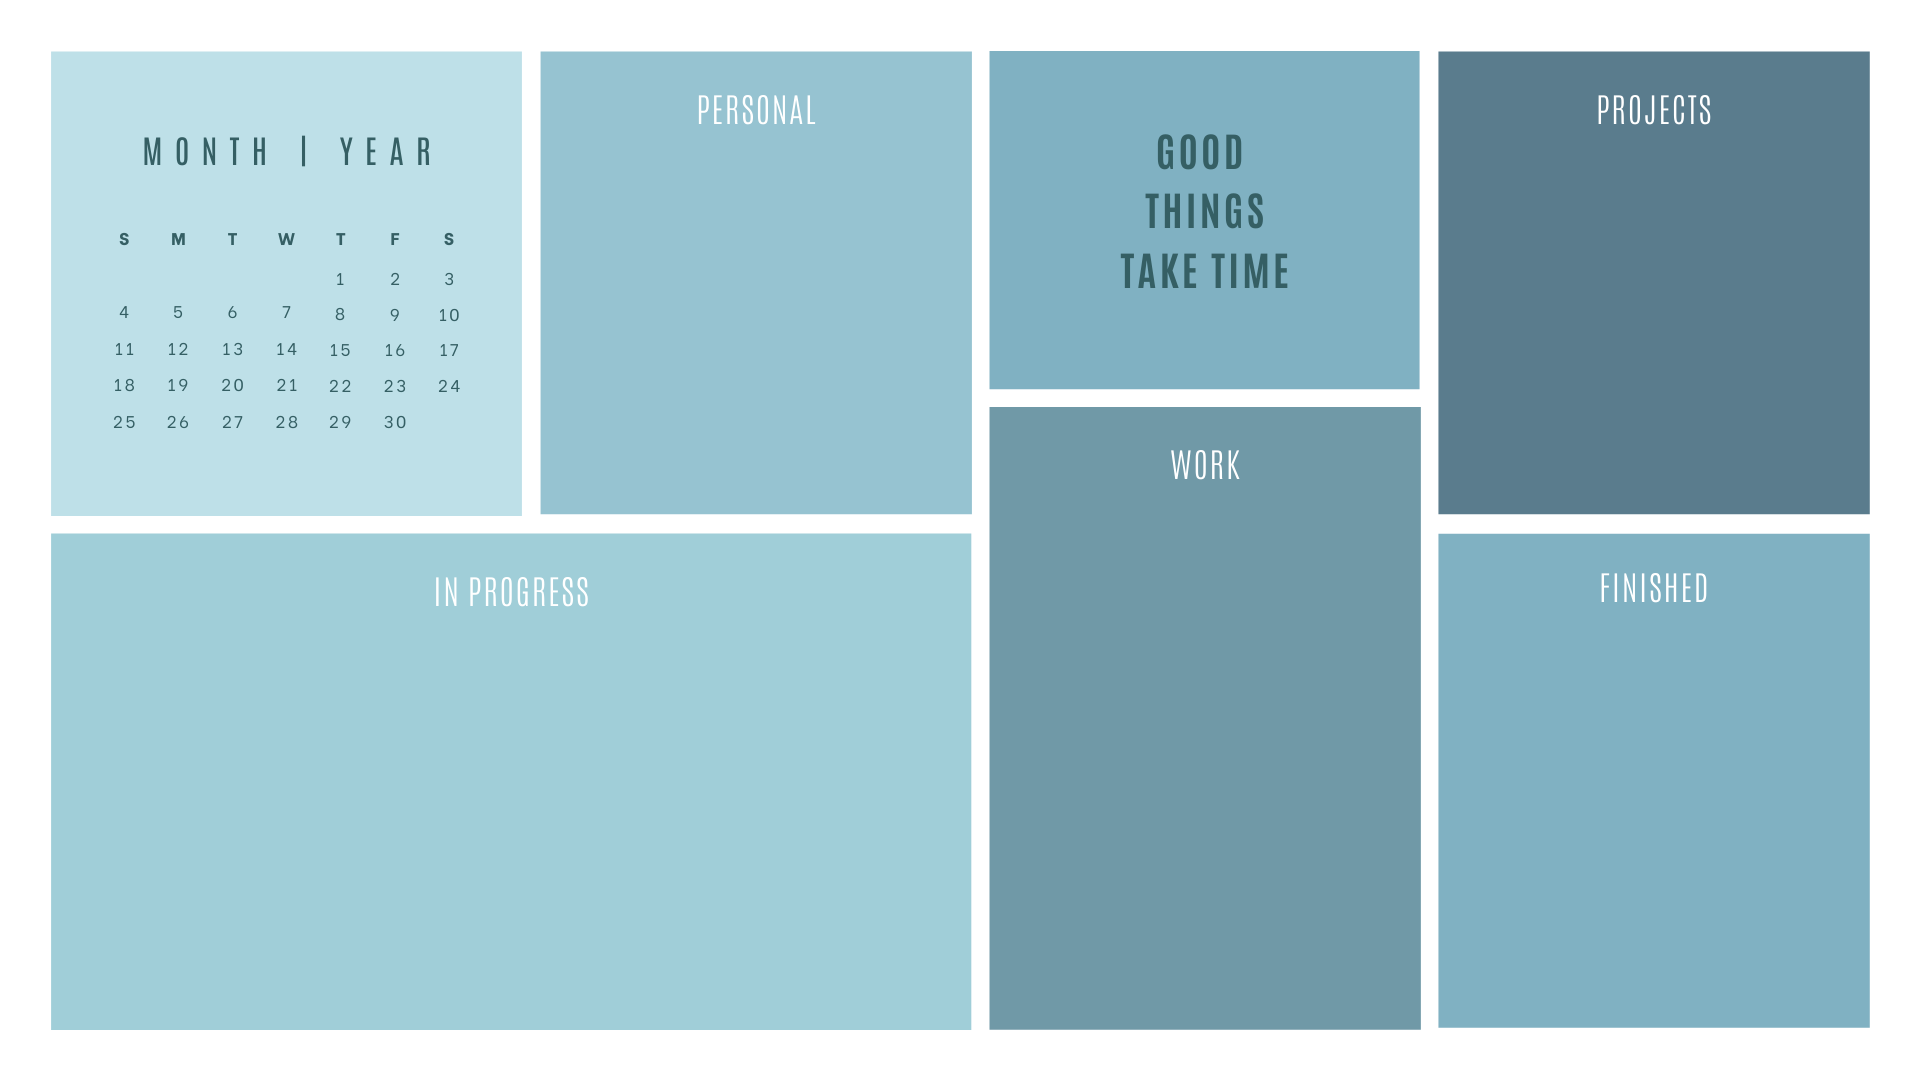 MONTH | YEAR
S M T W T F S
1 2 3
4 5 6 7 8 9 10
11 12 13 14 15 16 17
18 19 20 21 22 23 24
25 26 27 28 29 30
PERSONAL
GOOD
THINGS
TAKE TIME
PROJECTS
IN PROGRESS
WORK
FINISHED